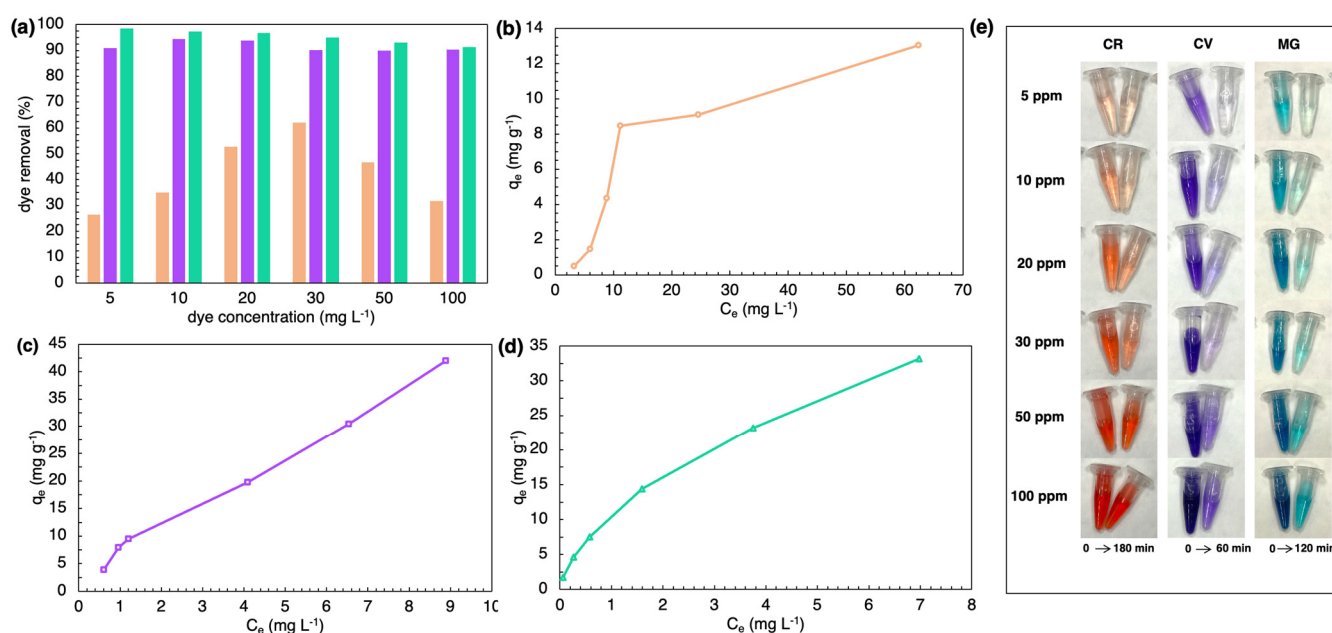 (a)
100
90
80
70
60
50
40
30
20
10
0
dye removal (%)
5 10 20 30 50 100
dye concentration (mg L⁻¹)
(b)
14
12
10
8
6
4
2
0
qₑ (mg g⁻¹)
0 10 20 30 40 50 60 70
Cₑ (mg L⁻¹)
(c)
45
40
35
30
25
20
15
10
5
0
qₑ (mg g⁻¹)
0 1 2 3 4 5 6 7 8 9
Cₑ (mg L⁻¹)
(d)
35
30
25
20
15
10
5
0
qₑ (mg g⁻¹)
0 1 2 3 4 5 6 7 8
Cₑ (mg L⁻¹)
(e)
CR CV MG
5 ppm
10 ppm
20 ppm
30 ppm
50 ppm
100 ppm
0 → 180 min 0 → 60 min 0 → 120 min